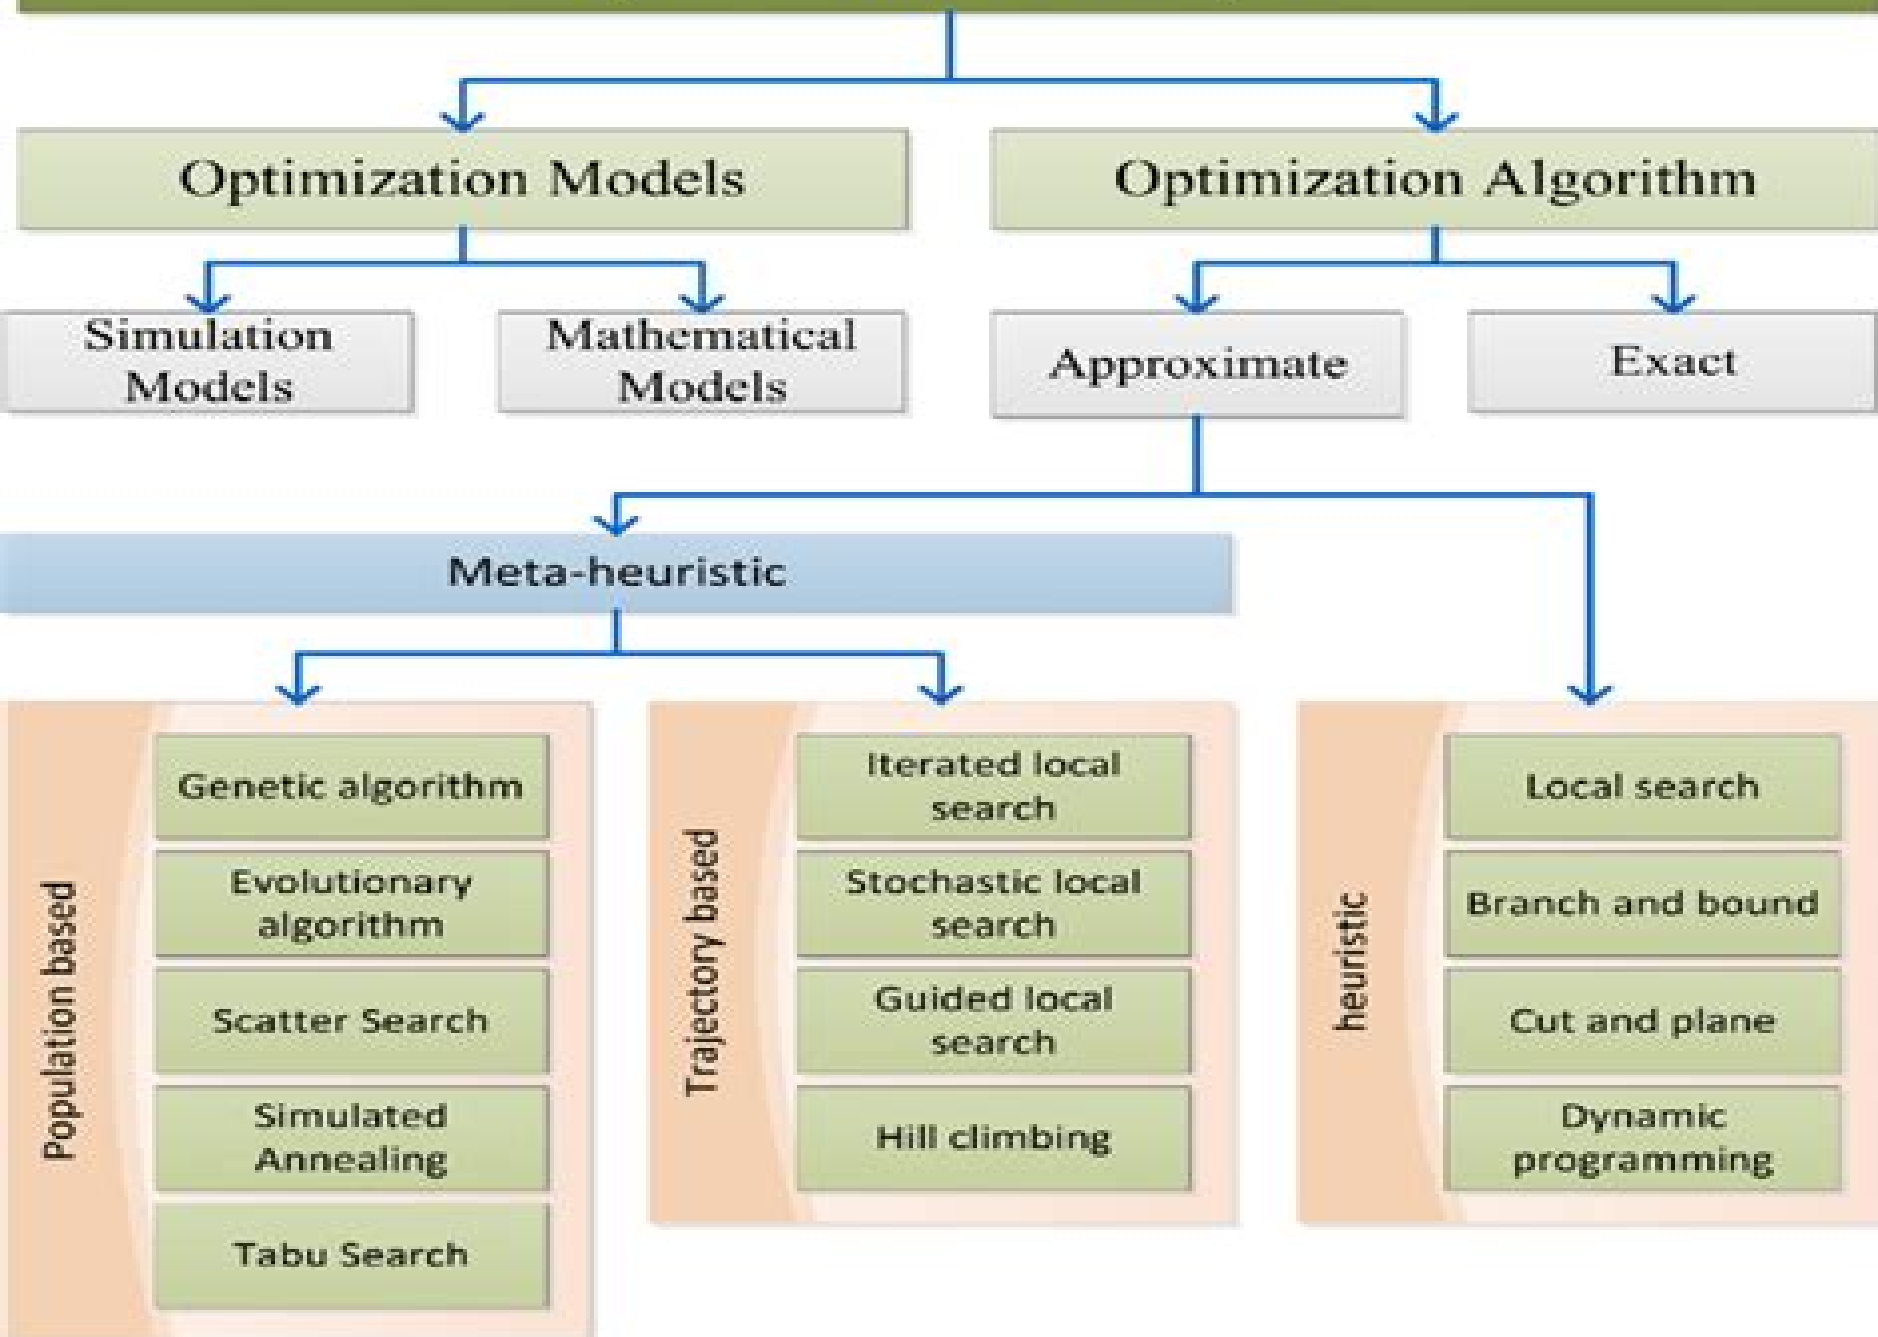 Optimization Models
Optimization Algorithm
Simulation
Models
Mathematical
Models
Approximate
Exact
Meta-heuristic
Population based
Genetic algorithm
Evolutionary
algorithm
Scatter Search
Simulated
Annealing
Tabu Search
Trajectory based
Iterated local
search
Stochastic local
search
Guided local
search
Hill climbing
heuristic
Local search
Branch and bound
Cut and plane
Dynamic
programming